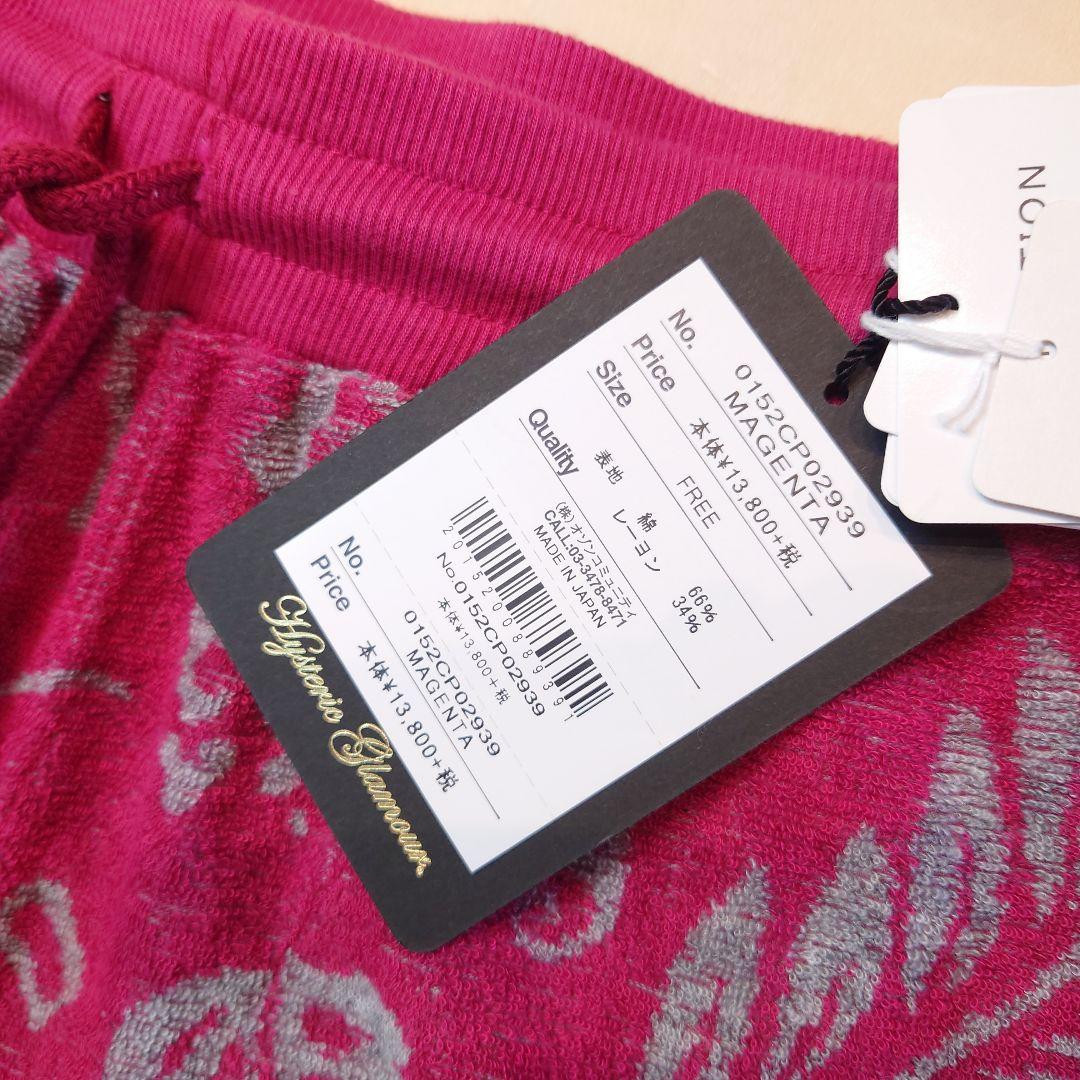 No. 0152CP02939
MAGENTA
Price 本体¥13,800+税
Size FREE
Quality
表地 綿 66%
レーヨン 34%
(株)オゾンコミュニティ
CALL:03-3478-8471
MADE IN JAPAN
2015200889391
No.0152CP02939
本体¥13,800+税
No. 0152CP02939
MAGENTA
Price 本体¥13,800+税
Hysteric Glamour